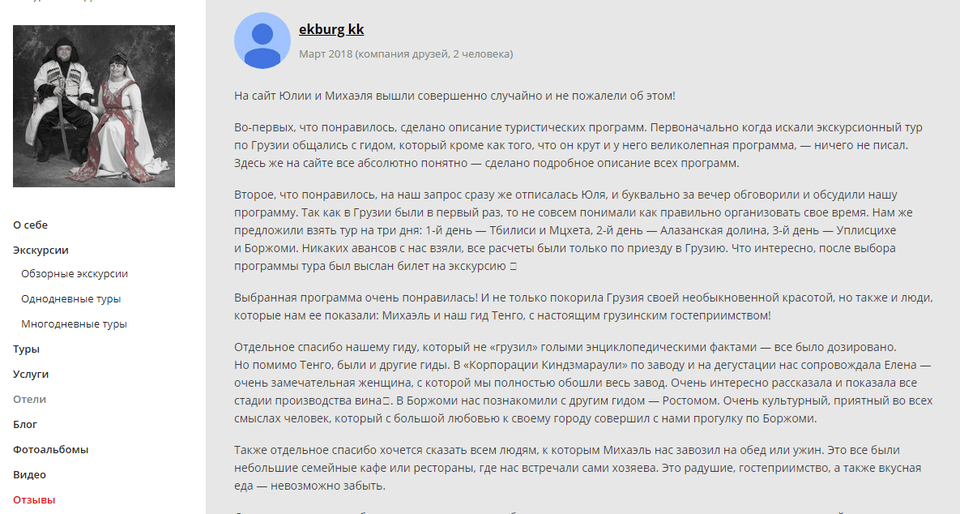 О себе
Экскурсии
Обзорные экскурсии
Однодневные туры
Многодневные туры
Туры
Услуги
Отели
Блог
Фотоальбомы
Видео
Отзывы
ekburg kk
Март 2018 (компания друзей, 2 человека)
На сайт Юлии и Михаэля вышли совершенно случайно и не пожалели об этом!
Во-первых, что понравилось, сделано описание туристических программ. Первоначально когда искали экскурсионный тур
по Грузии общались с гидом, который кроме как того, что он крут и у него великолепная программа, — ничего не писал.
Здесь же на сайте все абсолютно понятно — сделано подробное описание всех программ.
Второе, что понравилось, на наш запрос сразу же отписалась Юля, и буквально за вечер обговорили и обсудили нашу
программу. Так как в Грузии были в первый раз, то не совсем понимали как правильно организовать свое время. Нам же
предложили взять тур на три дня: 1-й день — Тбилиси и Мцхета, 2-й день — Алазанская долина, 3-й день — Уплисцихе
и Боржоми. Никаких авансов с нас взяли, все расчеты были только по приезду в Грузию. Что интересно, после выбора
программы тура был выслан билет на экскурсию
Выбранная программа очень понравилась! И не только покорила Грузия своей необыкновенной красотой, но также и люди,
которые нам ее показали: Михаэль и наш гид Тенго, с настоящим грузинским гостеприимством!
Отдельное спасибо нашему гиду, который не «грузил» голыми энциклопедическими фактами — все было дозировано.
Но помимо Тенго, были и другие гиды. В «Корпорации Киндзмараули» по заводу и на дегустации нас сопровождала Елена —
очень замечательная женщина, с которой мы полностью обошли весь завод. Очень интересно рассказала и показала все
стадии производства вина. В Боржоми нас познакомили с другим гидом — Ростомом. Очень культурный, приятный во всех
смыслах человек, который с большой любовью к своему городу совершил с нами прогулку по Боржоми.
Также отдельное спасибо хочется сказать всем людям, к которым Михаэль нас завозил на обед или ужин. Это все были
небольшие семейные кафе или рестораны, где нас встречали сами хозяева. Это радушие, гостеприимство, а также вкусная
еда — невозможно забыть.